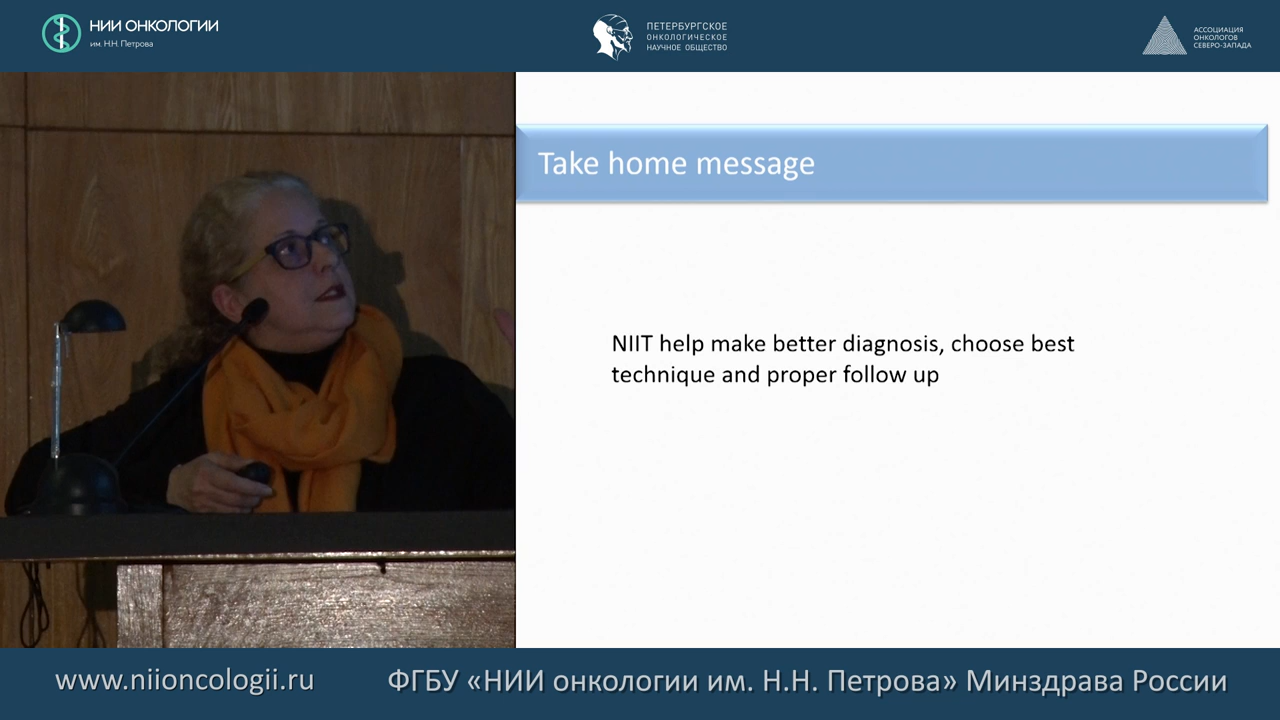 НИИ ОНКОЛОГИИ
им. Н.Н. Петрова
ПЕТЕРБУРГСКОЕ
ОНКОЛОГИЧЕСКОЕ
НАУЧНОЕ ОБЩЕСТВО
АССОЦИАЦИЯ
ОНКОЛОГОВ
СЕВЕРО-ЗАПАДА
Take home message
NIIT help make better diagnosis, choose best
technique and proper follow up
www.niioncologii.ru
ФГБУ «НИИ онкологии им. Н.Н. Петрова» Минздрава России